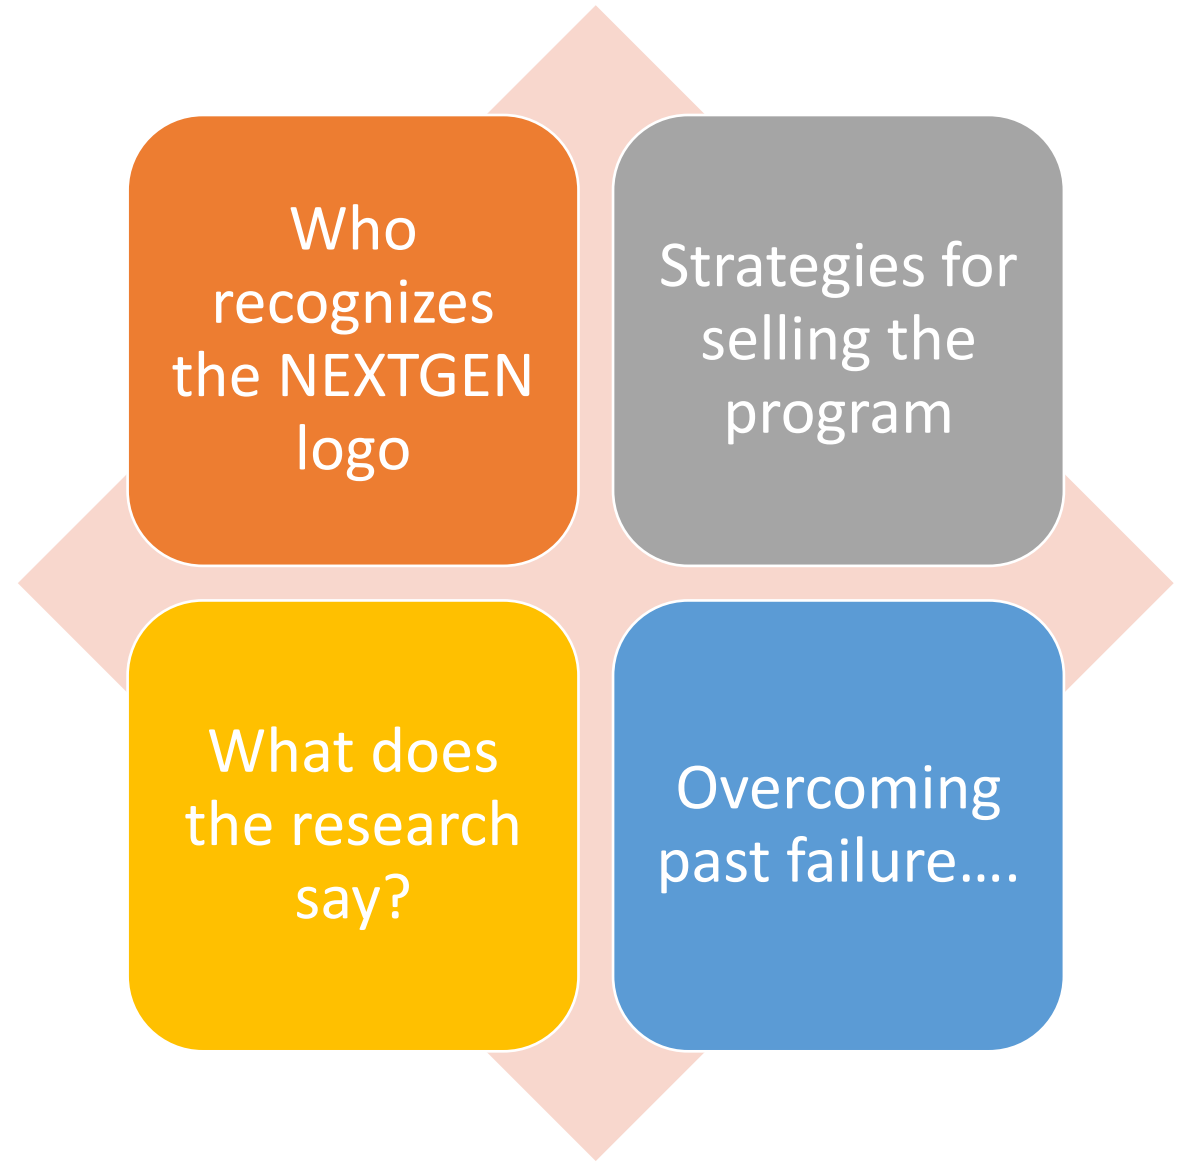 Who
recognizes
the NEXTGEN
logo
Strategies for
selling the
program
What does
the research
say?
Overcoming
past failure....